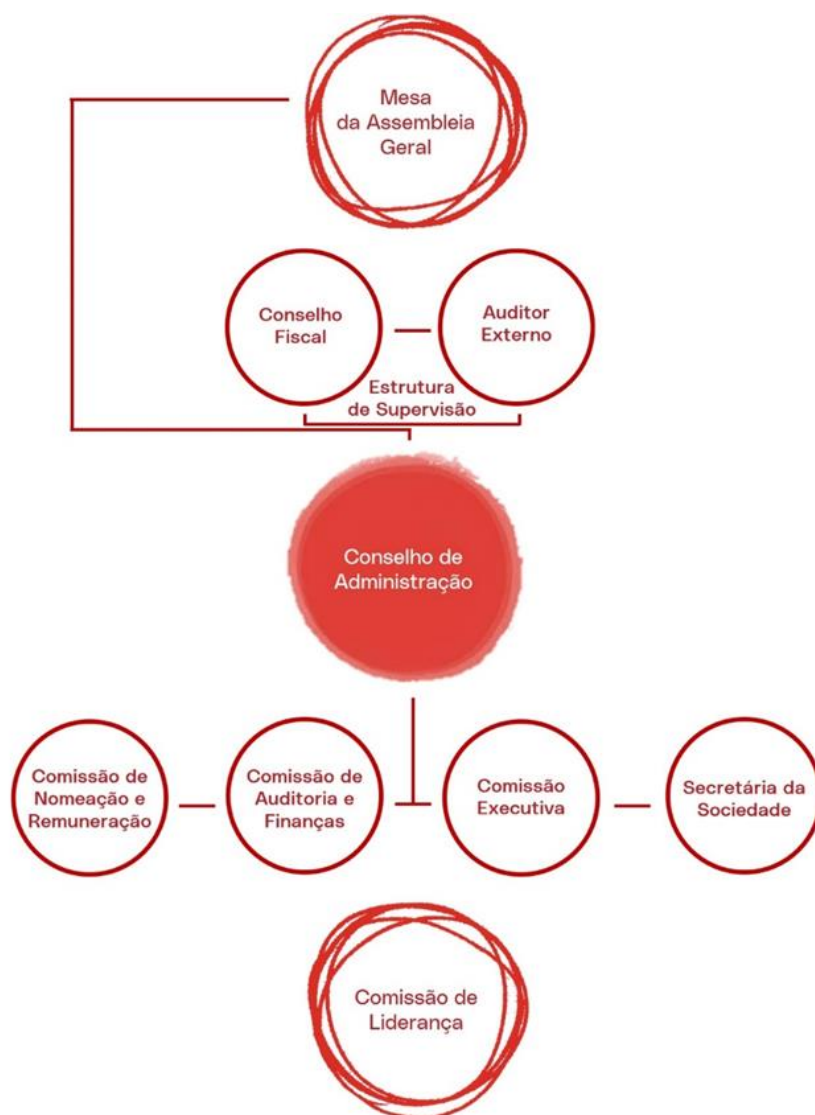 Mesa
da Assembleia
Geral
Conselho
Fiscal
Auditor
Externo
Estrutura
de Supervisão
Conselho de
Administração
Comissão de
Nomeação e
Remuneração
Comissão de
Auditoria e
Finanças
Comissão
Executiva
Secretária da
Sociedade
Comissão de
Liderança